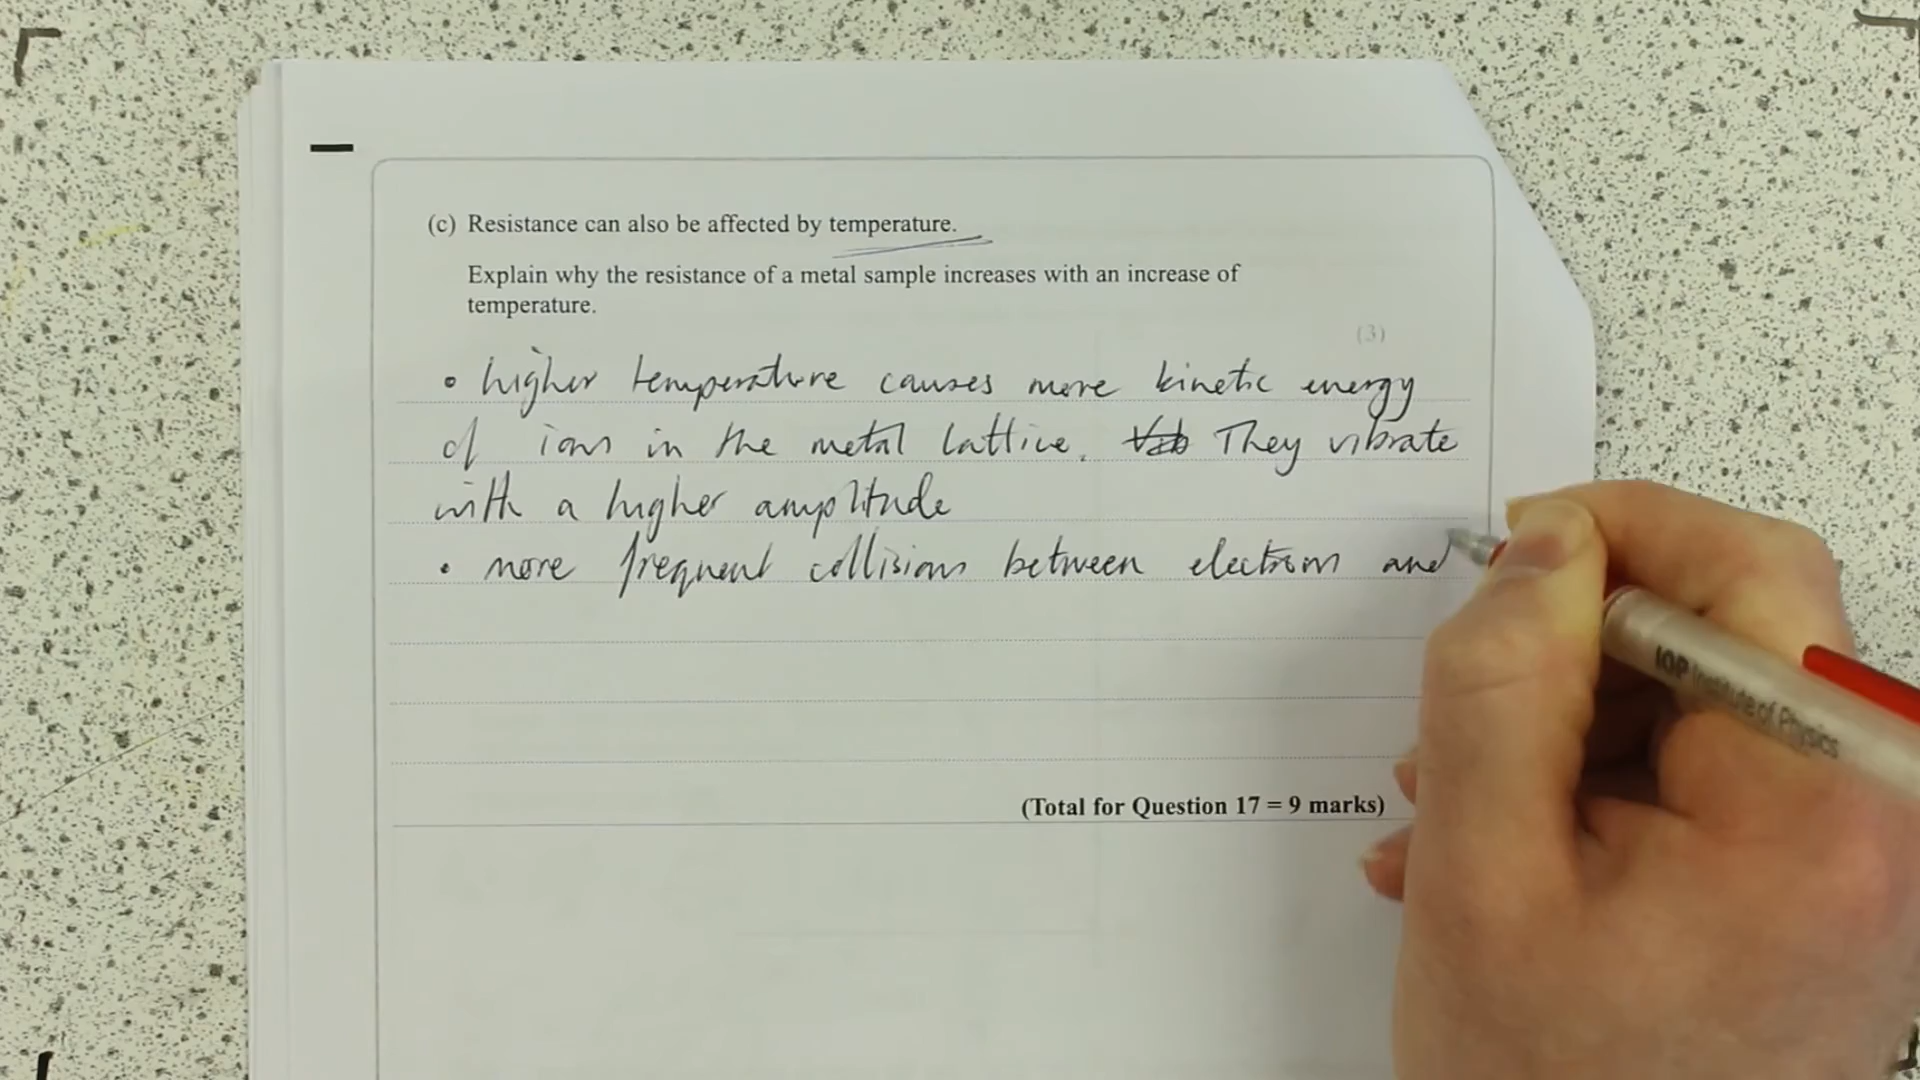 (c) Resistance can also be affected by temperature.
Explain why the resistance of a metal sample increases with an increase of
temperature.
(3)
• higher temperature causes more kinetic energy
of ions in the metal lattice. Vib They vibrate
with a higher amplitude
• more frequent collisions between electrons and
(Total for Question 17 = 9 marks)
IOP Institute of Physics